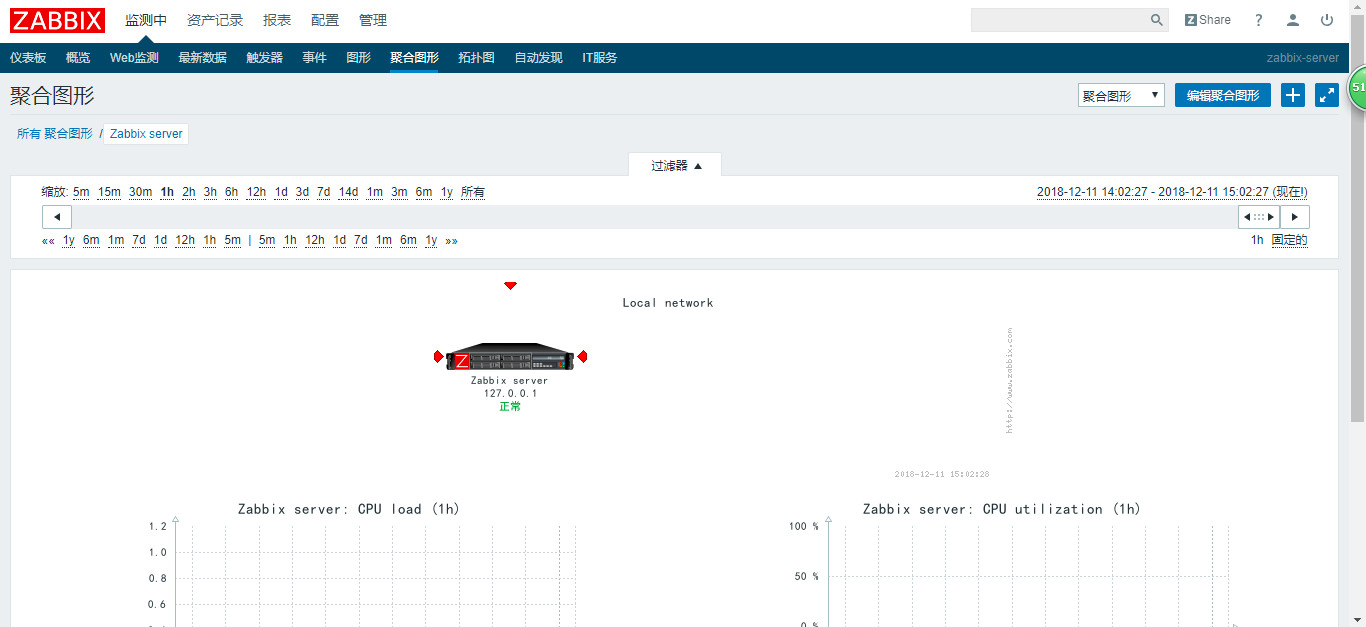 ZABBIX 监测中 资产记录 报表 配置 管理 Z Share ?
仪表板 概览 Web监测 最新数据 触发器 事件 图形 聚合图形 拓扑图 自动发现 IT服务 zabbix-server
聚合图形 聚合图形 编辑聚合图形 51
所有 聚合图形 / Zabbix server
过滤器
缩放: 5m 15m 30m 1h 2h 3h 6h 12h 1d 3d 7d 14d 1m 3m 6m 1y 所有 2018-12-11 14:02:27 - 2018-12-11 15:02:27 (现在!)
«« 1y 6m 1m 7d 1d 12h 1h 5m | 5m 1h 12h 1d 7d 1m 6m 1y »» 1h 固定的
Local network
Z
Zabbix server
127.0.0.1
正常
http://www.zabbix.com
2018-12-11 15:02:28
Zabbix server: CPU load (1h) Zabbix server: CPU utilization (1h)
1.2 100 %
1.0
0.8 50 %
0.6
0 %